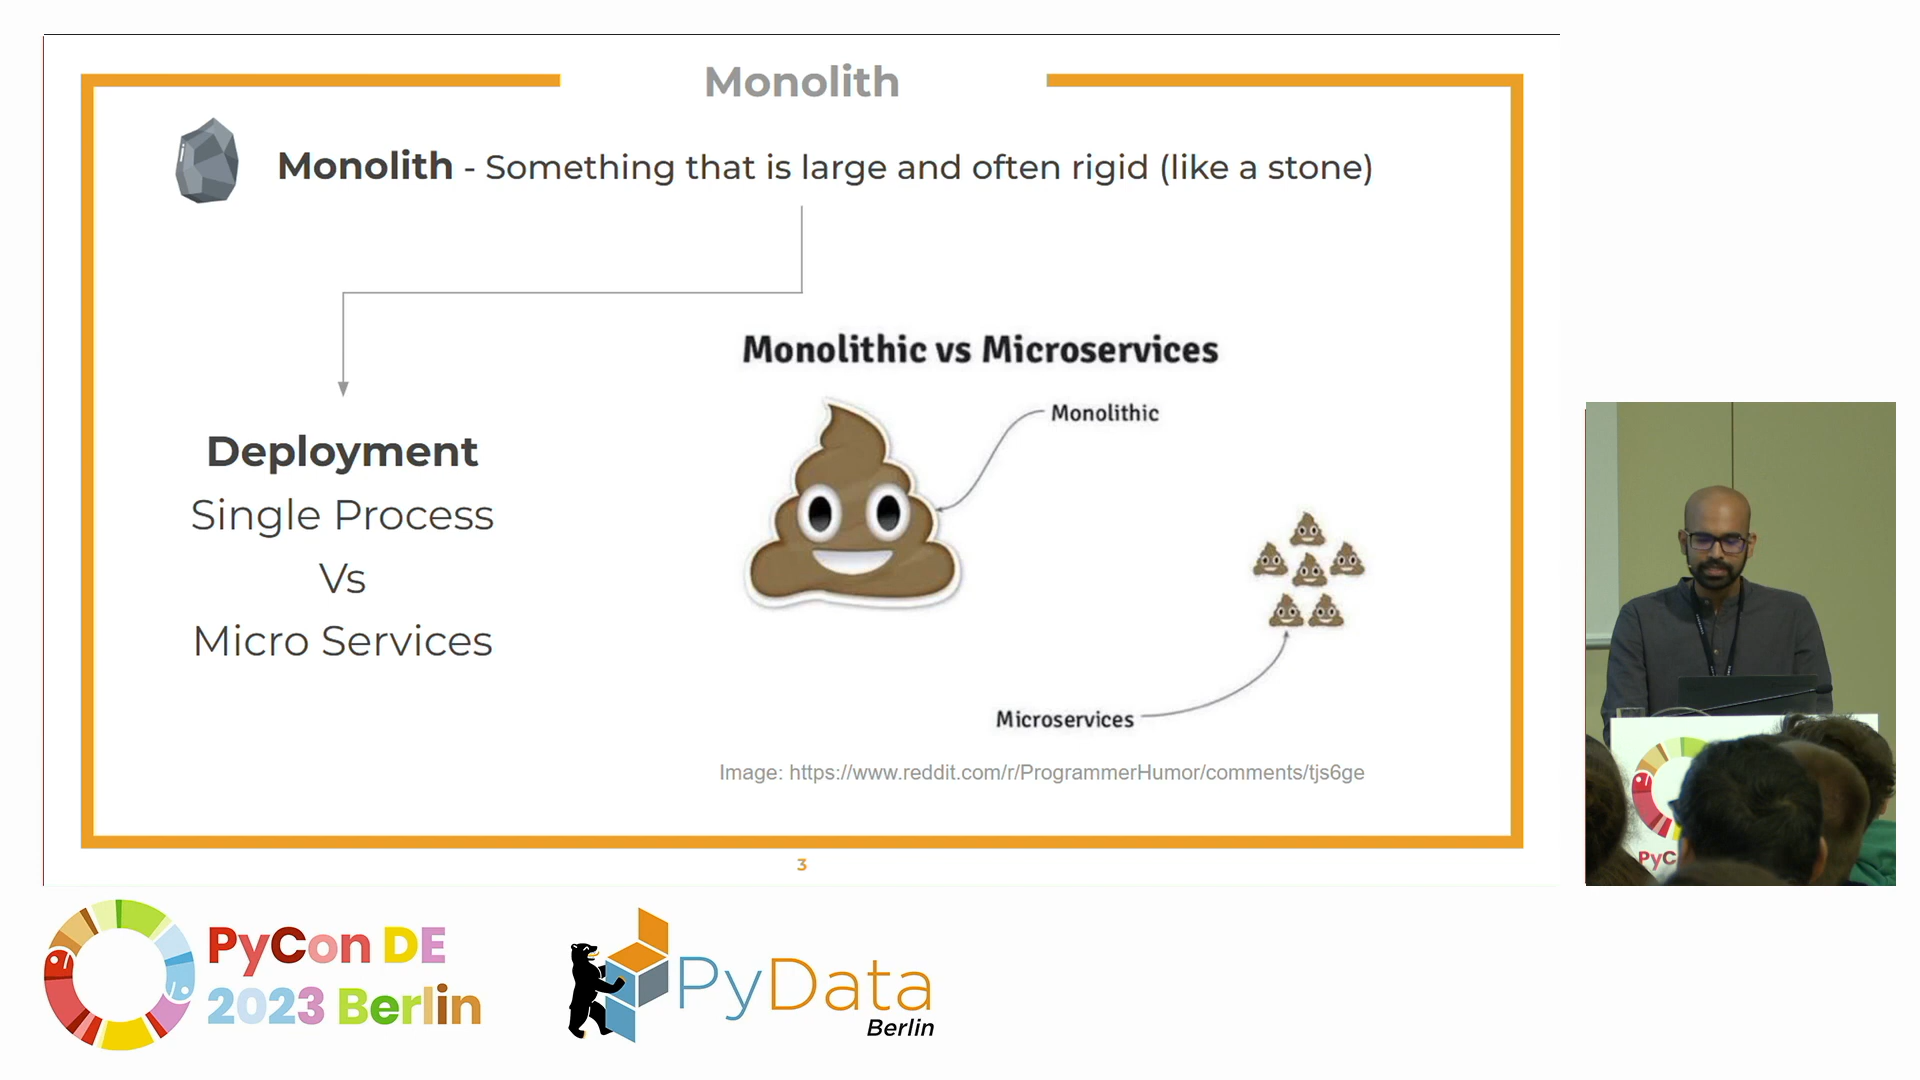 Monolith
Monolith - Something that is large and often rigid (like a stone)
Deployment
Single Process
Vs
Micro Services
Monolithic vs Microservices
Monolithic
Microservices
Image: https://www.reddit.com/r/ProgrammerHumor/comments/tjs6ge
3
PyC
PyCon DE
2023 Berlin
PyData
Berlin